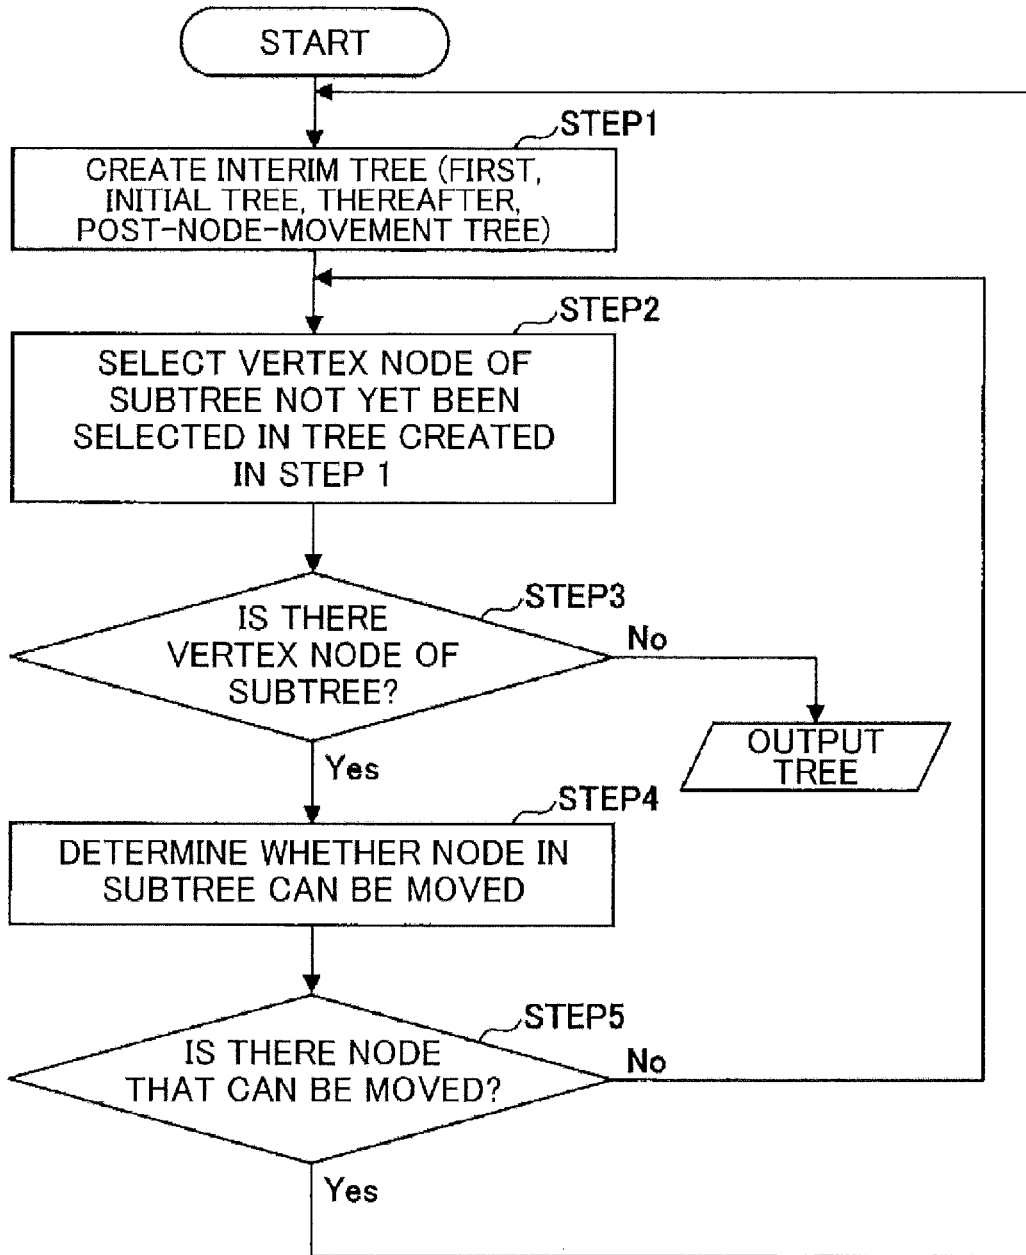 START
STEP1
CREATE INTERIM TREE (FIRST,
INITIAL TREE, THEREAFTER,
POST-NODE-MOVEMENT TREE)
STEP2
SELECT VERTEX NODE OF
SUBTREE NOT YET BEEN
SELECTED IN TREE CREATED
IN STEP 1
STEP3
IS THERE
VERTEX NODE OF
SUBTREE?
No
OUTPUT
TREE
Yes
STEP4
DETERMINE WHETHER NODE IN
SUBTREE CAN BE MOVED
STEP5
IS THERE NODE
THAT CAN BE MOVED?
No
Yes